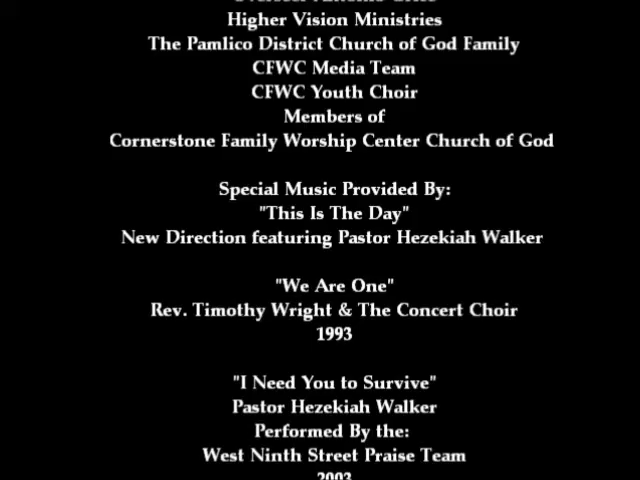 Higher Vision Ministries
The Pamlico District Church of God Family
CFWC Media Team
CFWC Youth Choir
Members of
Cornerstone Family Worship Center Church of God
Special Music Provided By:
"This Is The Day"
New Direction featuring Pastor Hezekiah Walker
"We Are One"
Rev. Timothy Wright & The Concert Choir
1993
"I Need You to Survive"
Pastor Hezekiah Walker
Performed By the:
West Ninth Street Praise Team
2003